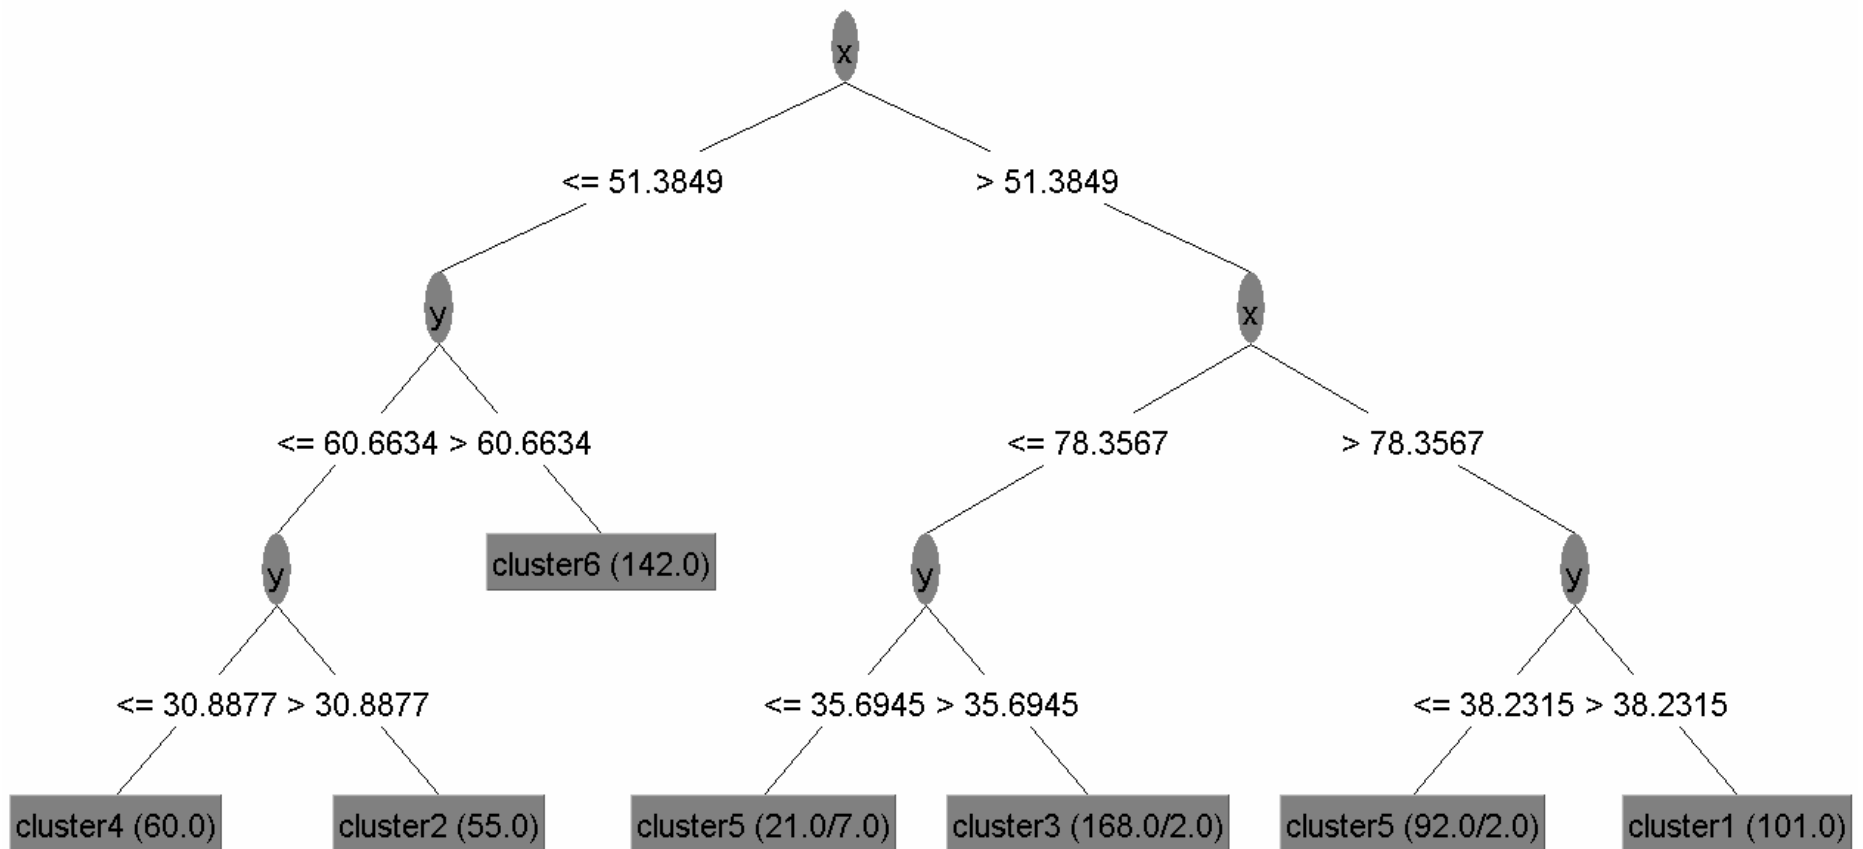 x
<= 51.3849 > 51.3849
y x
<= 60.6634 > 60.6634 <= 78.3567 > 78.3567
y cluster6 (142.0) y y
<= 30.8877 > 30.8877 <= 35.6945 > 35.6945 <= 38.2315 > 38.2315
cluster4 (60.0) cluster2 (55.0) cluster5 (21.0/7.0) cluster3 (168.0/2.0) cluster5 (92.0/2.0) cluster1 (101.0)